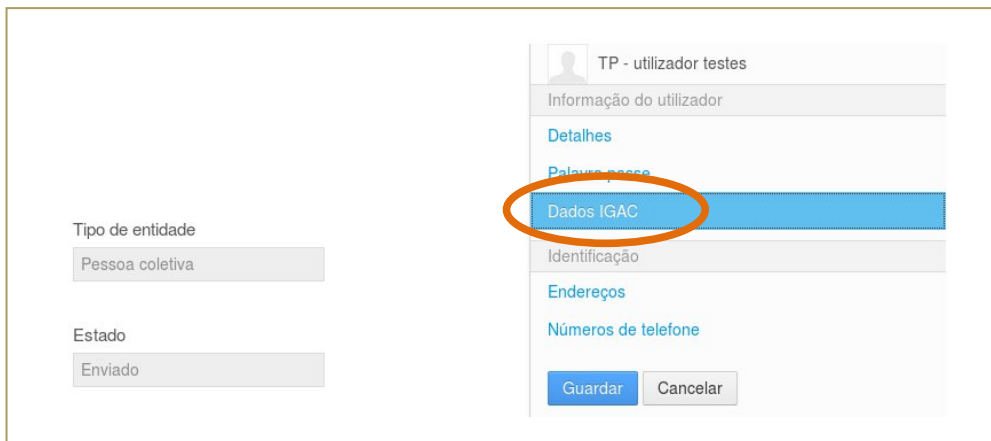 TP - utilizador testes
Informação do utilizador
Detalhes
Palavra passe
Dados IGAC
Identificação
Endereços
Números de telefone
Guardar Cancelar
Tipo de entidade
Pessoa coletiva
Estado
Enviado